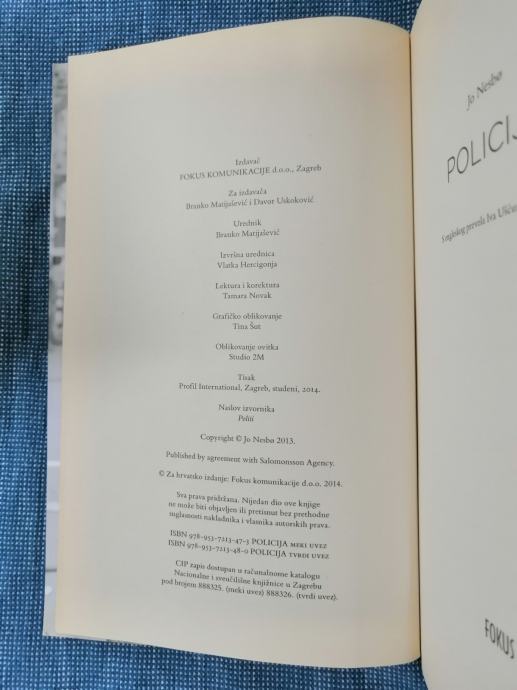 Izdavač
FOKUS KOMUNIKACIJE d.o.o., Zagreb
Za izdavača
Branko Matijašević i Davor Uskoković
Urednik
Branko Matijašević
Izvršna urednica
Vlatka Hercigonja
Lektura i korektura
Tamara Novak
Grafičko oblikovanje
Tina Šut
Oblikovanje ovitka
Studio 2M
Tisak
Profil International, Zagreb, studeni, 2014.
Naslov izvornika
Politi
Copyright © Jo Nesbø 2013.
Published by agreement with Salomonsson Agency.
© Za hrvatsko izdanje: Fokus komunikacije d.o.o. 2014.
Sva prava pridržana. Nijedan dio ove knjige
ne može biti objavljen ili pretisnut bez prethodne
suglasnosti nakladnika i vlasnika autorskih prava.
ISBN 978-953-7213-47-3 POLICIJA MEKI UVEZ
ISBN 978-953-7213-48-0 POLICIJA TVRDI UVEZ
CIP zapis dostupan u računalnome katalogu
Nacionalne i sveučilišne knjižnice u Zagrebu
pod brojem 888325. (meki uvez) 888326. (tvrdi uvez).
Jo Nesbø
POLICIJ
S engleskog prevela Iva
FOKUS